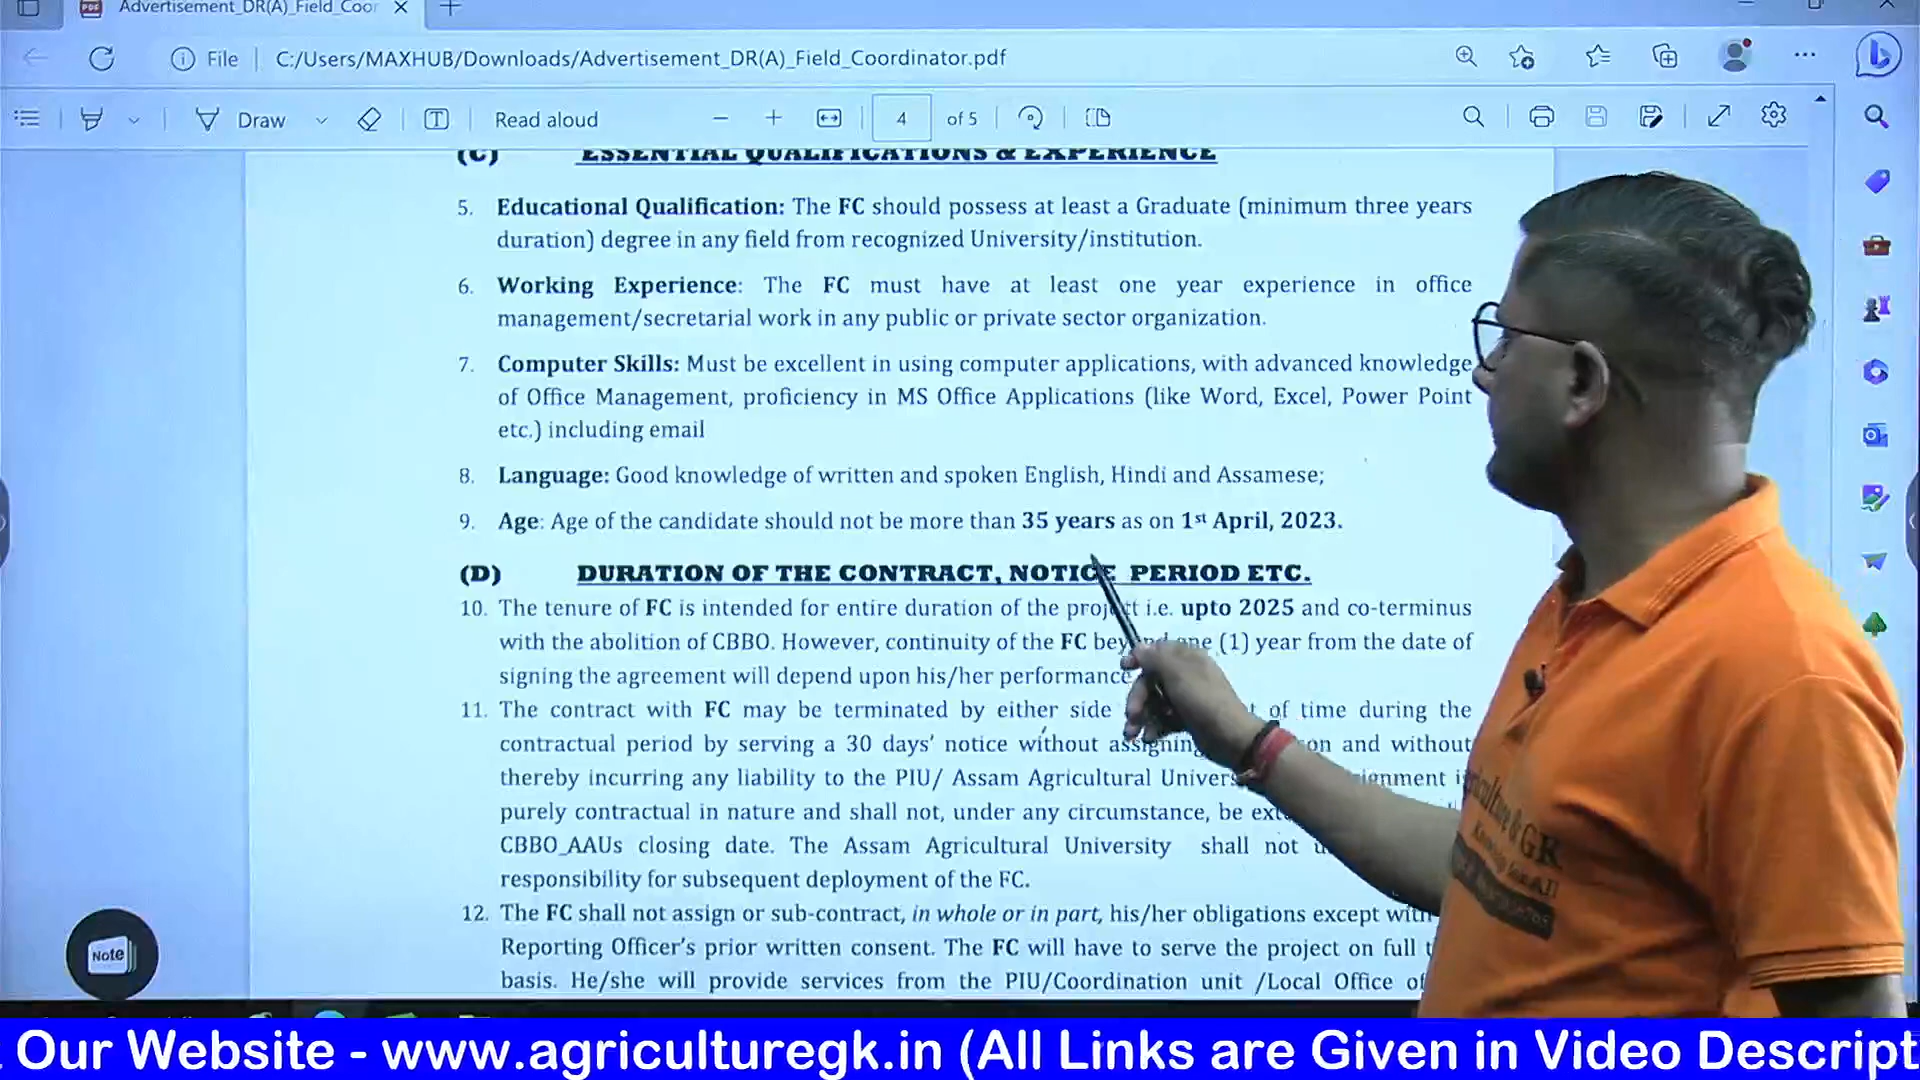 Advertisement_DR(A)_Field_Coor
File
C:/Users/MAXHUB/Downloads/Advertisement_DR(A)_Field_Coordinator.pdf
Draw
Read aloud
4
of 5
(C) ESSENTIAL QUALIFICATIONS & EXPERIENCE
5. Educational Qualification: The FC should possess at least a Graduate (minimum three years
duration) degree in any field from recognized University/institution.
6. Working Experience: The FC must have at least one year experience in office
management/secretarial work in any public or private sector organization.
7. Computer Skills: Must be excellent in using computer applications, with advanced knowledge
of Office Management, proficiency in MS Office Applications (like Word, Excel, Power Point
etc.) including email
8. Language: Good knowledge of written and spoken English, Hindi and Assamese;
9. Age: Age of the candidate should not be more than 35 years as on 1st April, 2023.
(D) DURATION OF THE CONTRACT, NOTICE PERIOD ETC.
10. The tenure of FC is intended for entire duration of the project i.e. upto 2025 and co-terminus
with the abolition of CBBO. However, continuity of the FC beyond one (1) year from the date of
signing the agreement will depend upon his/her performance
11. The contract with FC may be terminated by either side of time during the
contractual period by serving a 30 days' notice without assigning and without
thereby incurring any liability to the PIU/ Assam Agricultural
purely contractual in nature and shall not, under any circumstance, be
CBBO_AAUs closing date. The Assam Agricultural University shall not
responsibility for subsequent deployment of the FC.
12. The FC shall not assign or sub-contract, in whole or in part, his/her obligations except
Reporting Officer's prior written consent. The FC will have to serve the project on full
basis. He/she will provide services from the PIU/Coordination unit /Local Office
Note
& GK
Our Website - www.agriculturegk.in (All Links are Given in Video Descript